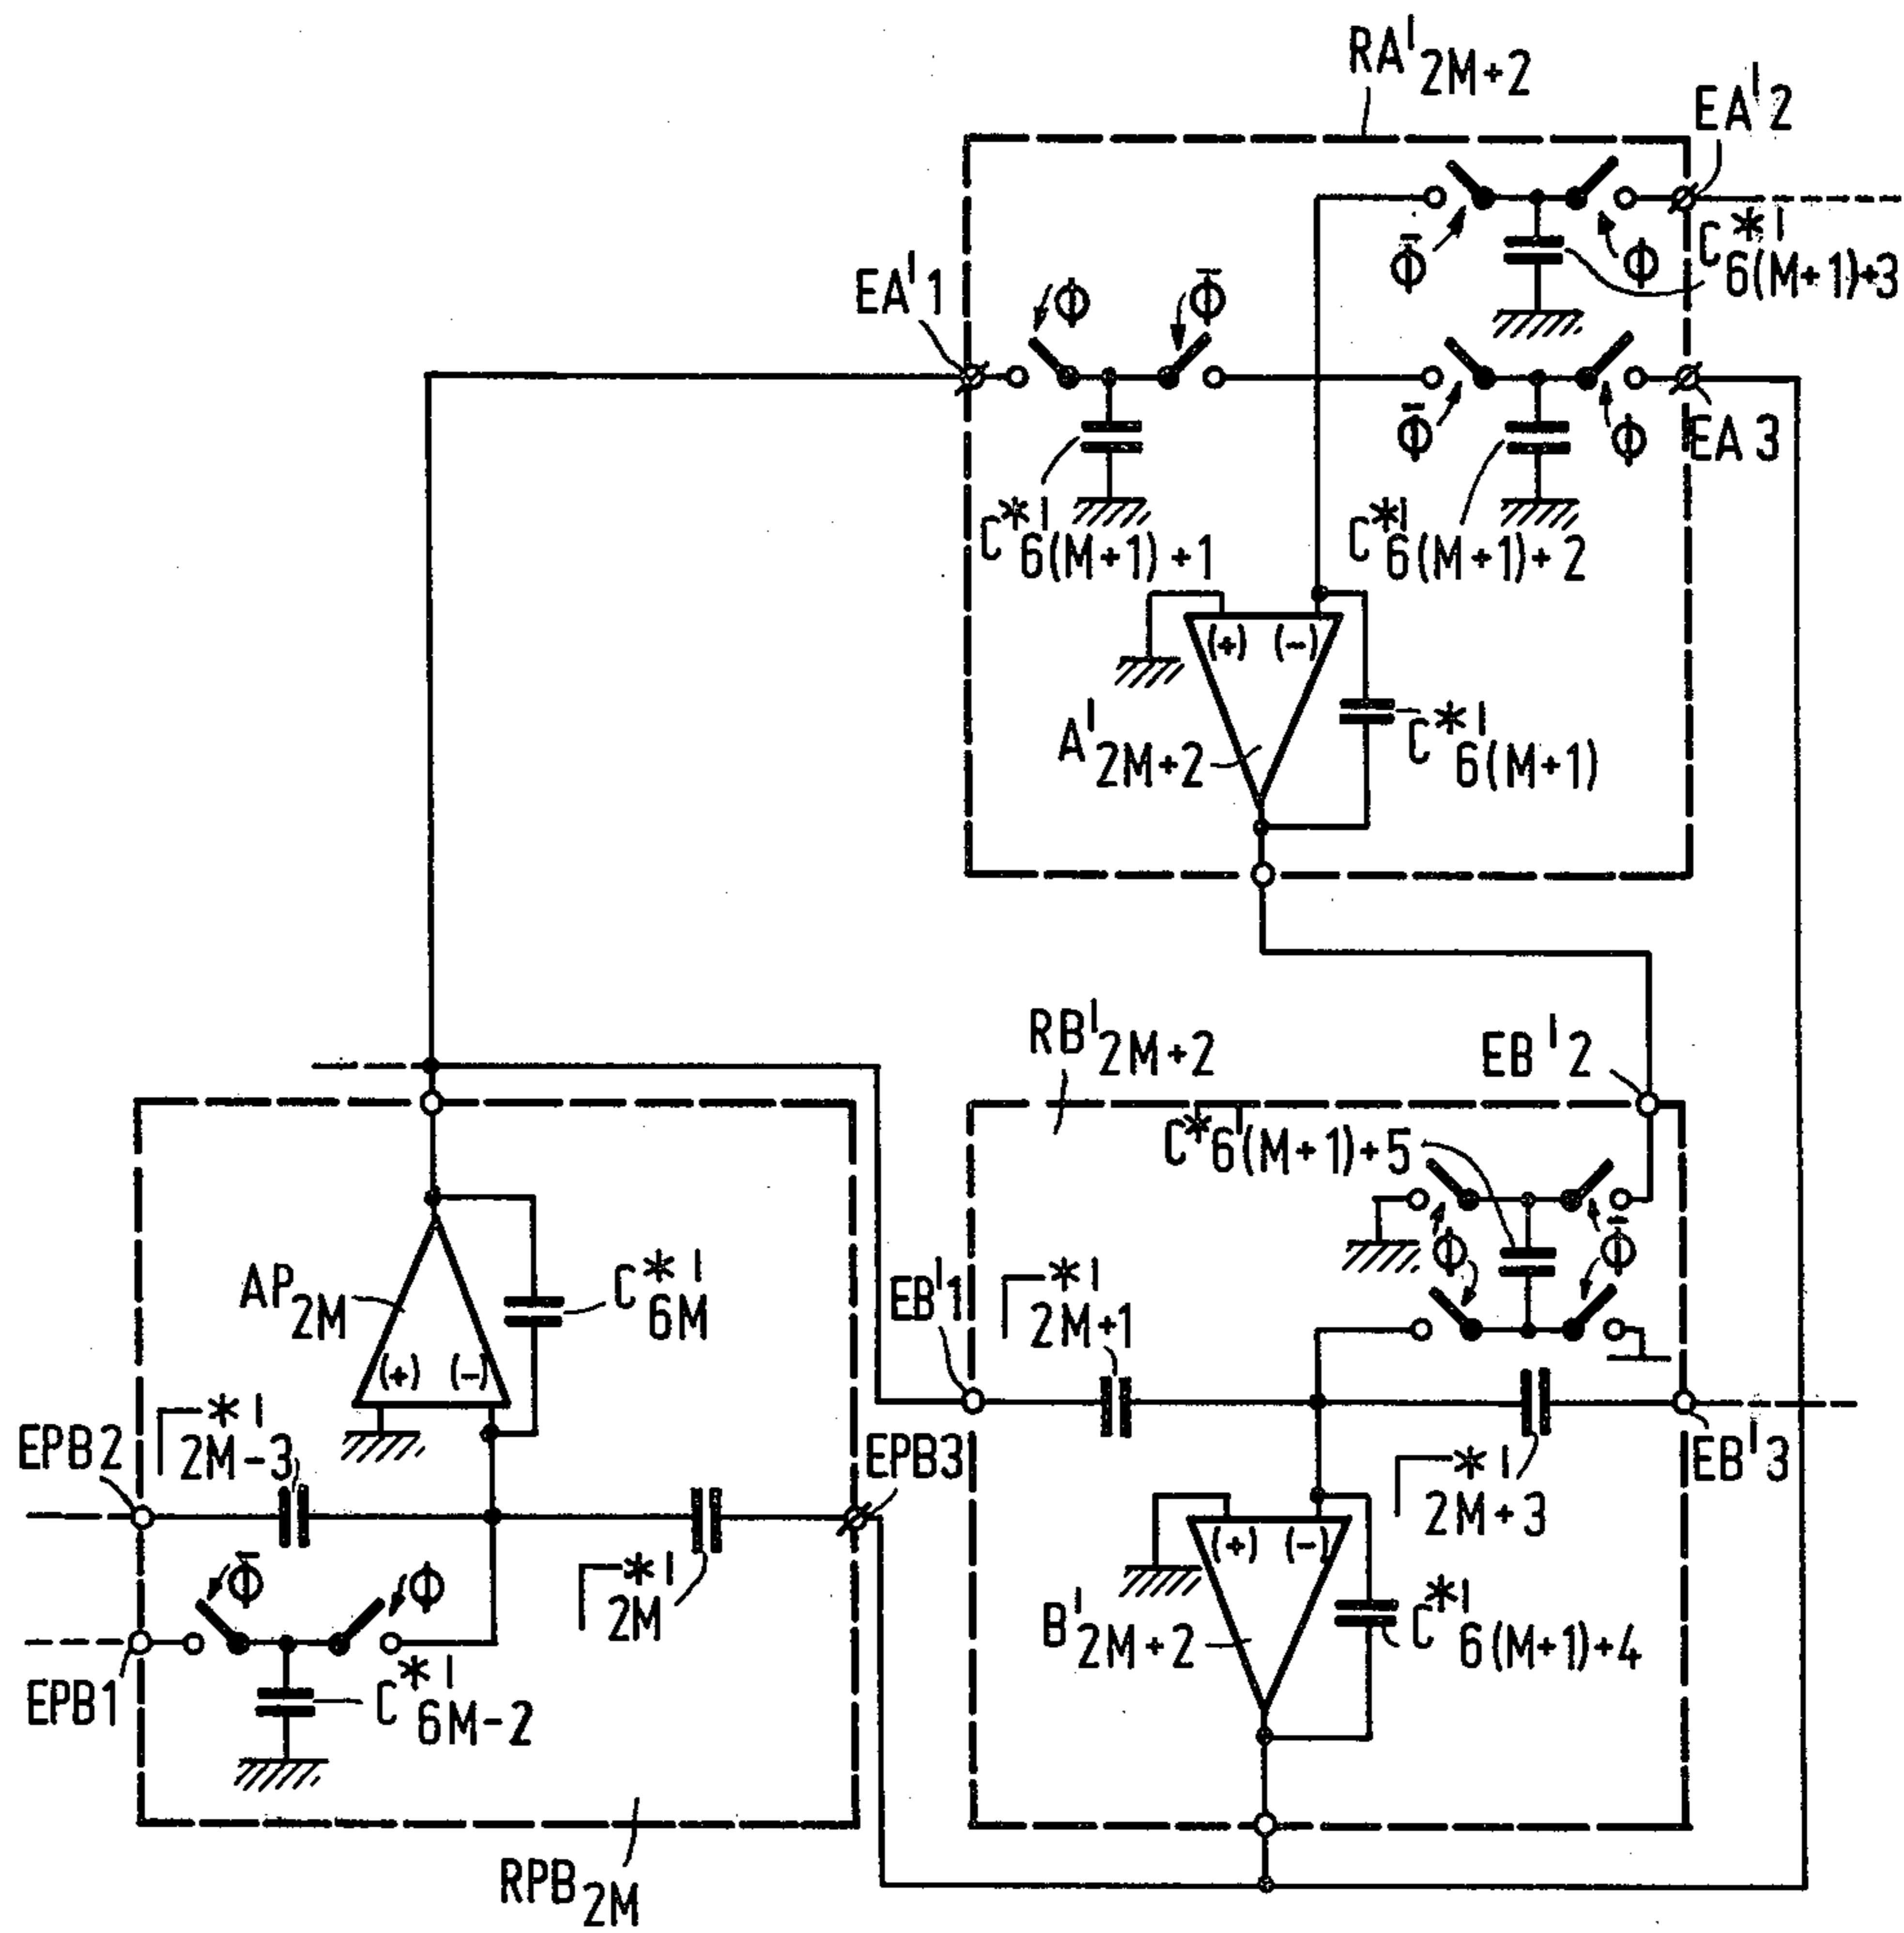 RA'2M+2
EA'2
Φ̄
Φ
C*'6(M+1)+3
EA'1
Φ
Φ̄
Φ̄
Φ
EA3
C*'6(M+1)+1
C*'6(M+1)+2
(+) (-)
A'2M+2
C*'6(M+1)
RB'2M+2
EB'2
C*'6(M+1)+5
Φ
Φ̄
AP2M
C*'6M
EB'1
Γ*'2M+1
(+) (-)
EPB2
Γ*'2M-3
EPB3
Γ*'2M+3
EB'3
Φ̄
Φ
Γ*'2M
(+) (-)
B'2M+2
C*'6(M+1)+4
EPB1
C*'6M-2
RPB2M